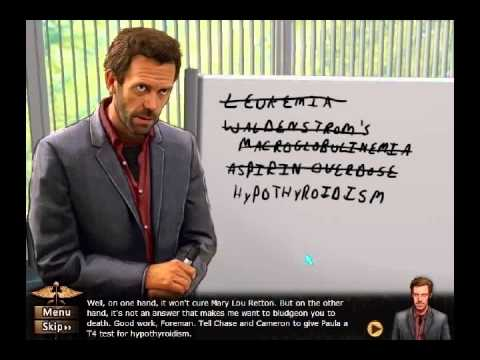 LEUKEMIA
WALDENSTROM'S
MACROGLOBULINEMIA
ASPIRIN OVERDOSE
HYPOTHYROIDISM
Menu
Skip>>
Well, on one hand, it won't cure Mary Lou Retton. But on the other
hand, it's not an answer that makes me want to bludgeon you to
death. Good work, Foreman. Tell Chase and Cameron to give Paula a
T4 test for hypothyroidism.